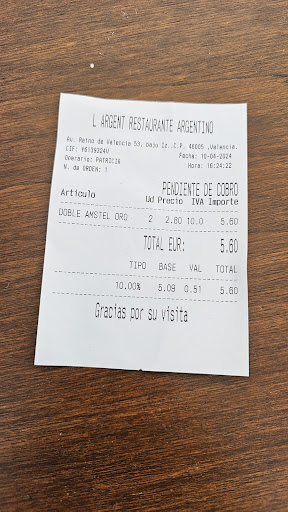 L ARGENT RESTAURANTE ARGENTINO
Av. Reino de Valencia 53, bajo Iz.,C.P. 46005 ,Valencia.
CIF: Y6139324V Fecha: 10-04-2024
Operario: PATRICIA Hora: 16:24:22
N. de ORDEN: 1
PENDIENTE DE COBRO
Artículo Ud Precio IVA Importe
DOBLE AMSTEL ORO 2 2.80 10.0 5.60
TOTAL EUR: 5.60
TIPO BASE VAL TOTAL
10.00% 5.09 0.51 5.60
Gracias por su visita